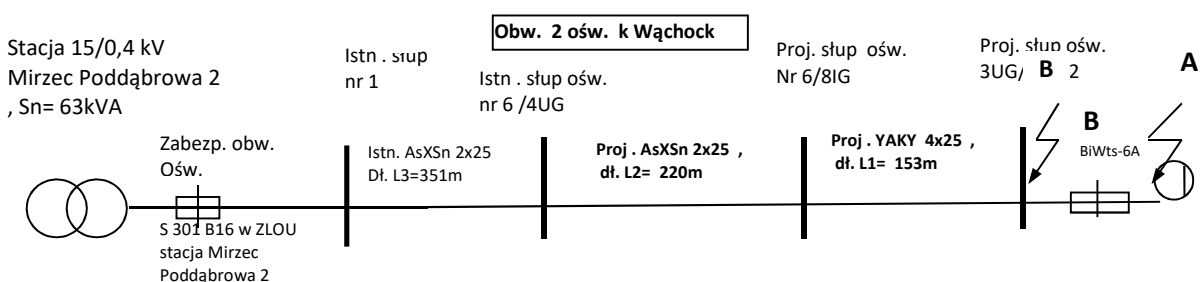 Obw. 2 ośw. k Wąchock
Stacja 15/0,4 kV
Mirzec Poddąbrowa 2
, Sn= 63kVA
Istn . słup
nr 1
Istn . słup ośw.
nr 6 /4UG
Proj. słup ośw.
Nr 6/8IG
Proj. słup ośw.
3UG/ B 2
A
Zabezp. obw.
Ośw.
Istn. AsXSn 2x25
Dł. L3=351m
Proj . AsXSn 2x25 ,
dł. L2= 220m
Proj . YAKY 4x25 ,
dł. L1= 153m
B
BiWts-6A
S 301 B16 w ZLOU
stacja Mirzec
Poddąbrowa 2